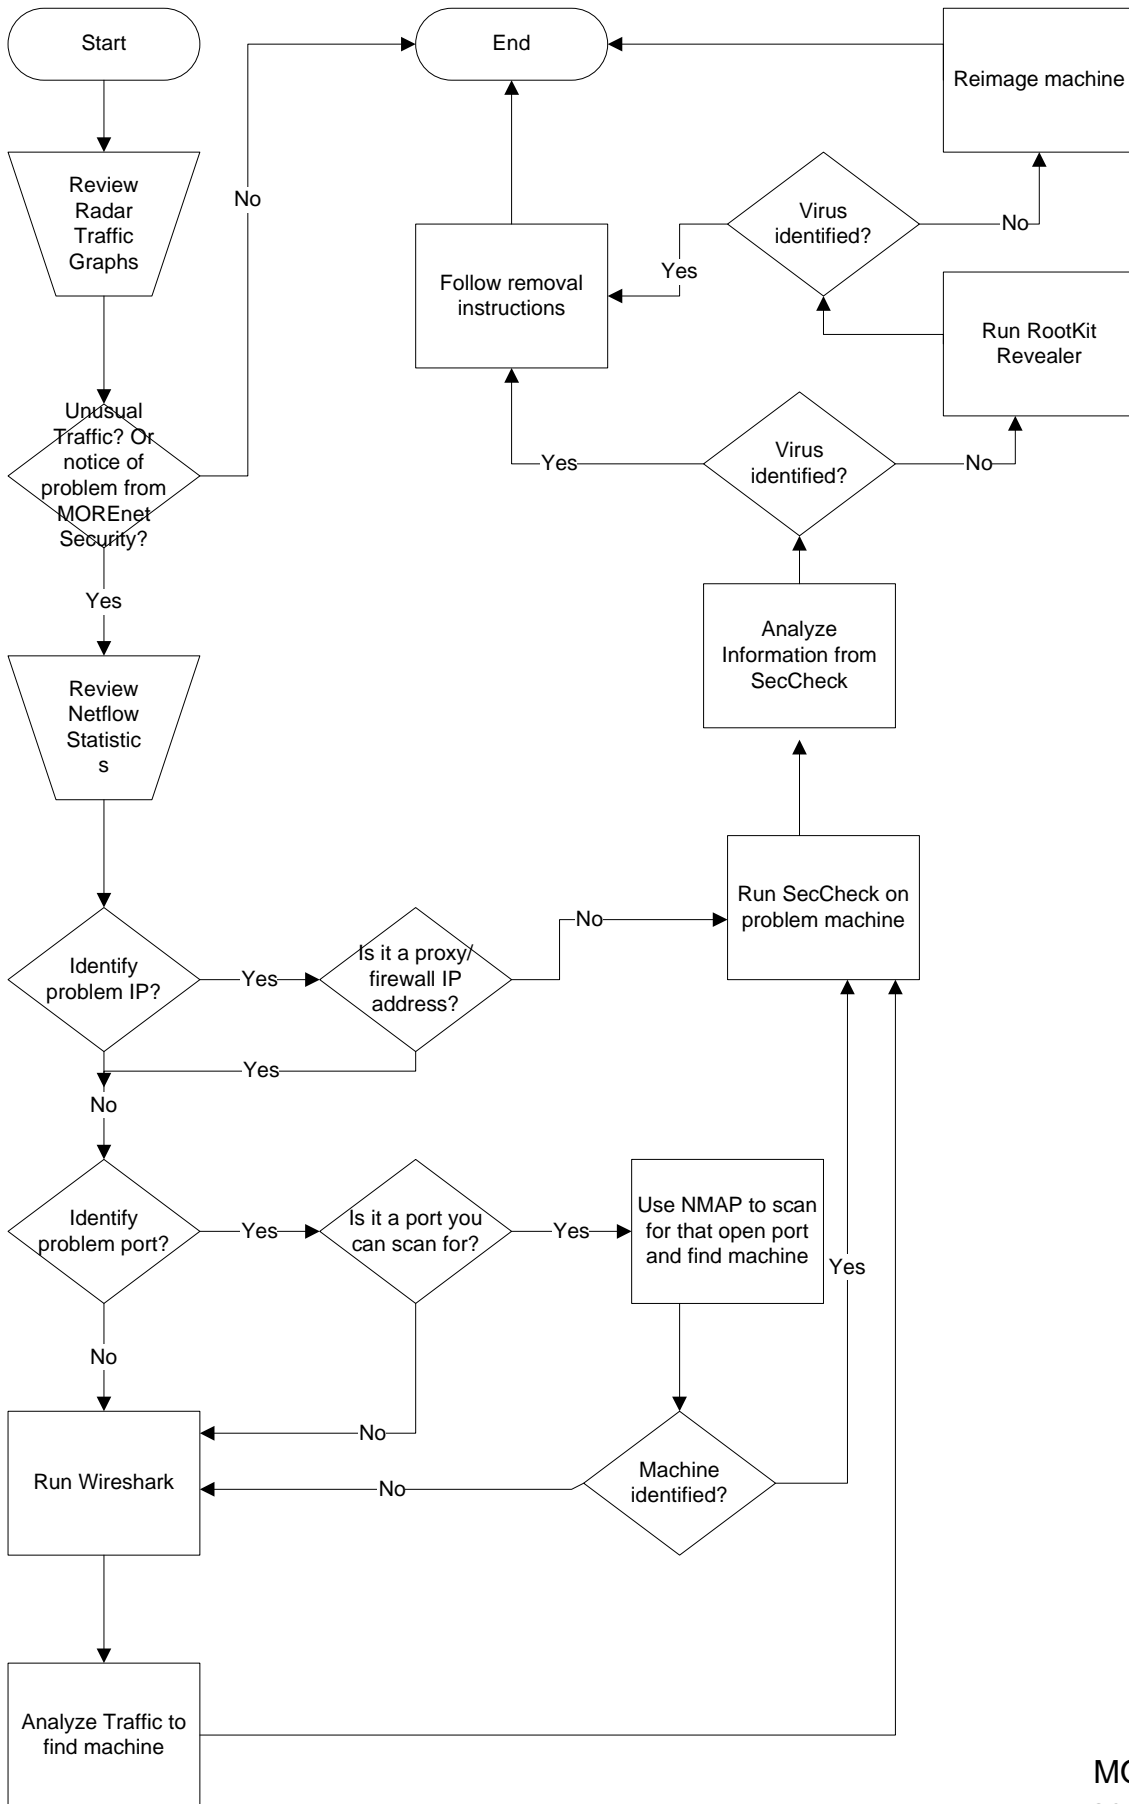 Start
End
Reimage machine
Review
Radar
Traffic
Graphs
No
Virus
identified?
No
Yes
Follow removal
instructions
Run RootKit
Revealer
Unusual
Traffic? Or
notice of
problem from
MOREnet
Security?
Virus
identified?
Yes
No
Yes
Analyze
Information from
SecCheck
Review
Netflow
Statistic
s
Run SecCheck on
problem machine
No
Identify
problem IP?
Yes
Is it a proxy/
firewall IP
address?
Yes
No
Identify
problem port?
Yes
Is it a port you
can scan for?
Yes
Use NMAP to scan
for that open port
and find machine
Yes
No
No
Run Wireshark
No
Machine
identified?
Analyze Traffic to
find machine